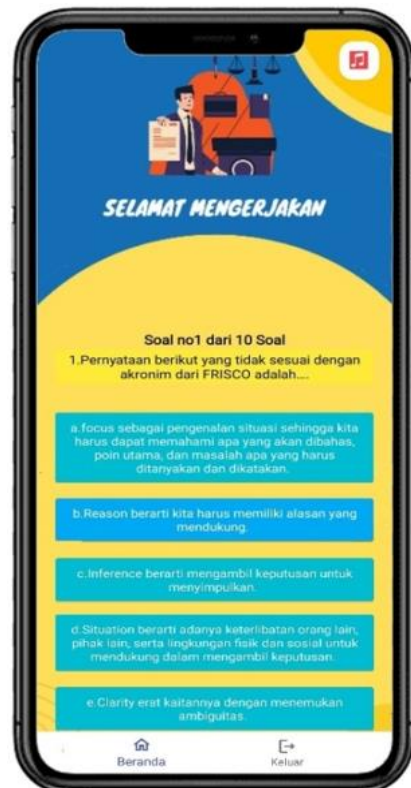 SELAMAT MENGERJAKAN
Soal no1 dari 10 Soal
1.Pernyataan berikut yang tidak sesuai dengan
akronim dari FRISCO adalah....
a.focus sebagai pengenalan situasi sehingga kita
harus dapat memahami apa yang akan dibahas,
poin utama, dan masalah apa yang harus
ditanyakan dan dikatakan.
b.Reason berarti kita harus memiliki alasan yang
mendukung.
c.Inference berarti mengambil keputusan untuk
menyimpulkan.
d.Situation berarti adanya keterlibatan orang lain,
pihak lain, serta lingkungan fisik dan sosial untuk
mendukung dalam mengambil keputusan.
e.Clarity erat kaitannya dengan menemukan
ambiguitas.
Beranda
Keluar